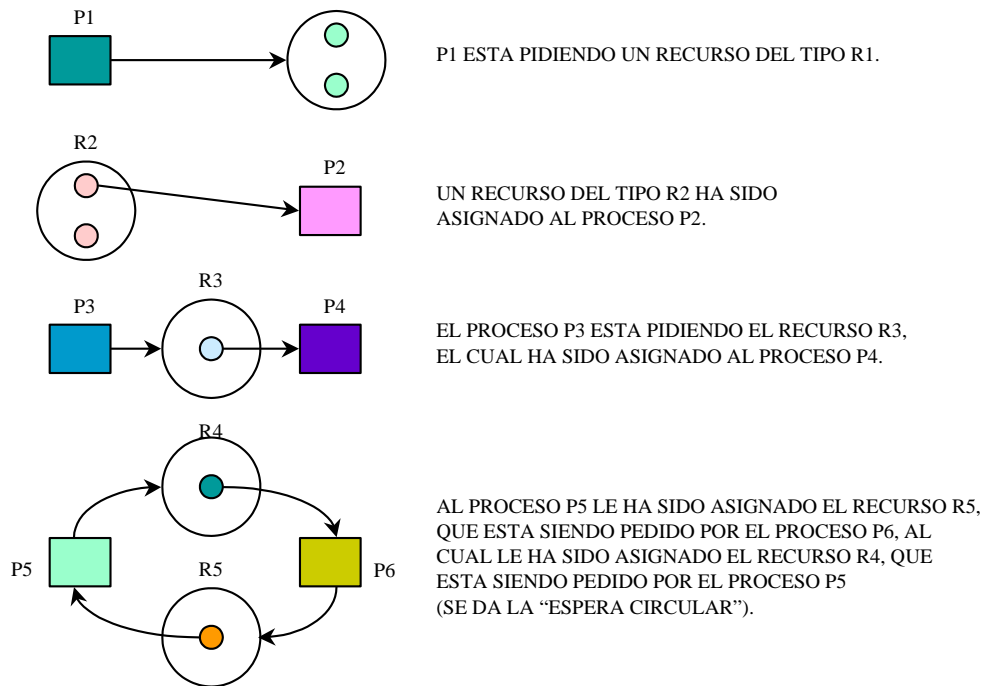 P1
P1 ESTA PIDIENDO UN RECURSO DEL TIPO R1.
R2
P2
UN RECURSO DEL TIPO R2 HA SIDO
ASIGNADO AL PROCESO P2.
P3
R3
P4
EL PROCESO P3 ESTA PIDIENDO EL RECURSO R3,
EL CUAL HA SIDO ASIGNADO AL PROCESO P4.
R4
P5
R5
P6
AL PROCESO P5 LE HA SIDO ASIGNADO EL RECURSO R5,
QUE ESTA SIENDO PEDIDO POR EL PROCESO P6, AL
CUAL LE HA SIDO ASIGNADO EL RECURSO R4, QUE
ESTA SIENDO PEDIDO POR EL PROCESO P5
(SE DA LA “ESPERA CIRCULAR”).